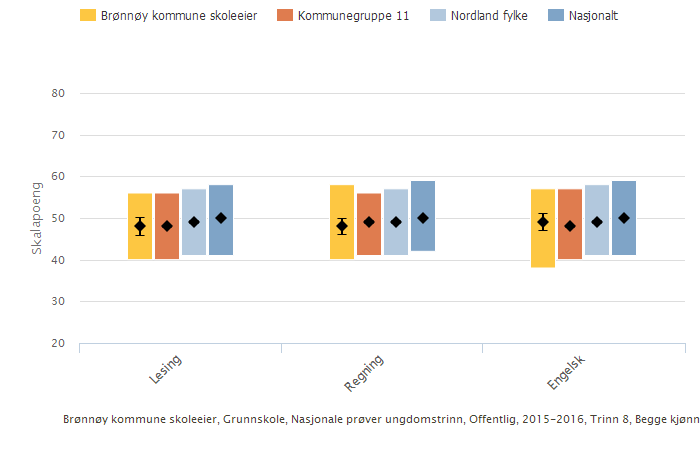 Brønnøy kommune skoleeier Kommunegruppe 11 Nordland fylke Nasjonalt
80
70
60
50
40
30
20
Skalapoeng
Lesing Regning Engelsk
Brønnøy kommune skoleeier, Grunnskole, Nasjonale prøver ungdomstrinn, Offentlig, 2015-2016, Trinn 8, Begge kjønn